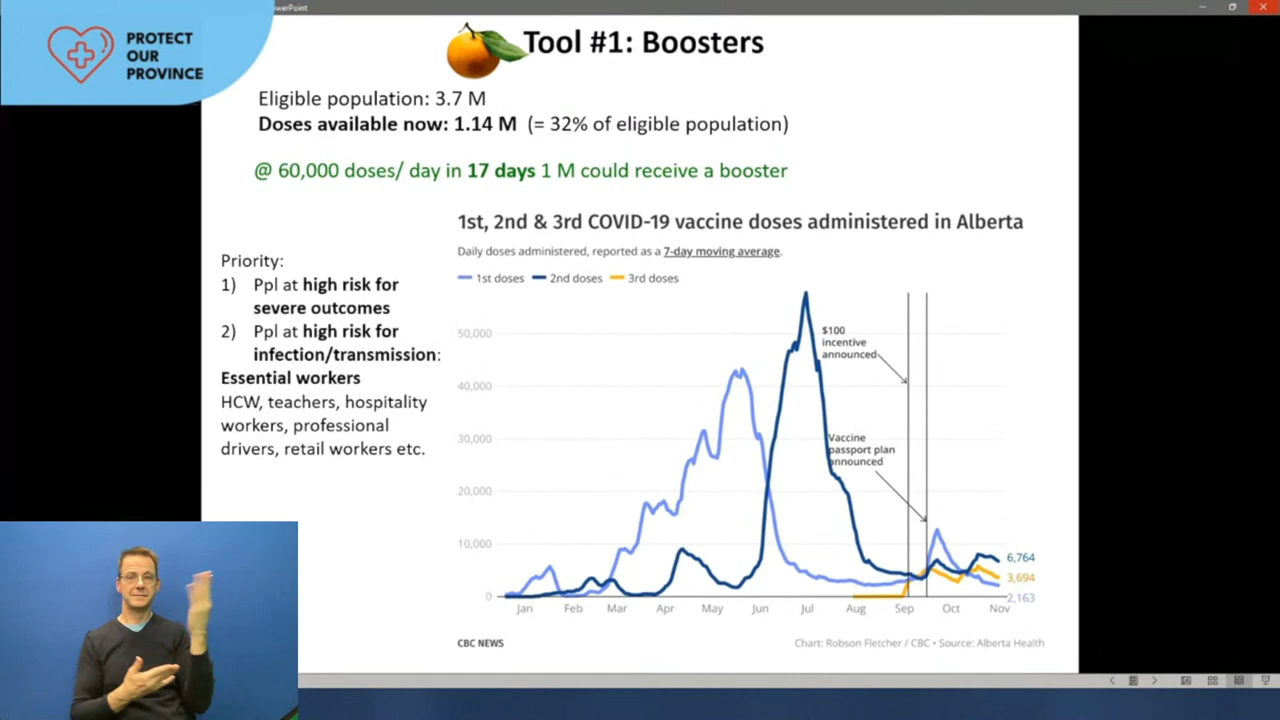 PowerPoint
PROTECT
OUR
PROVINCE
Tool #1: Boosters
Eligible population: 3.7 M
Doses available now: 1.14 M (= 32% of eligible population)
@ 60,000 doses/ day in 17 days 1 M could receive a booster
Priority:
1) Ppl at high risk for
severe outcomes
2) Ppl at high risk for
infection/transmission:
Essential workers
HCW, teachers, hospitality
workers, professional
drivers, retail workers etc.
1st, 2nd & 3rd COVID-19 vaccine doses administered in Alberta
Daily doses administered, reported as a 7-day moving average.
1st doses 2nd doses 3rd doses
50,000
40,000
30,000
20,000
10,000
0
$100
incentive
announced
Vaccine
passport plan
announced
6,764
3,694
2,163
Jan Feb Mar Apr May Jun Jul Aug Sep Oct Nov
CBC NEWS
Chart: Robson Fletcher / CBC • Source: Alberta Health